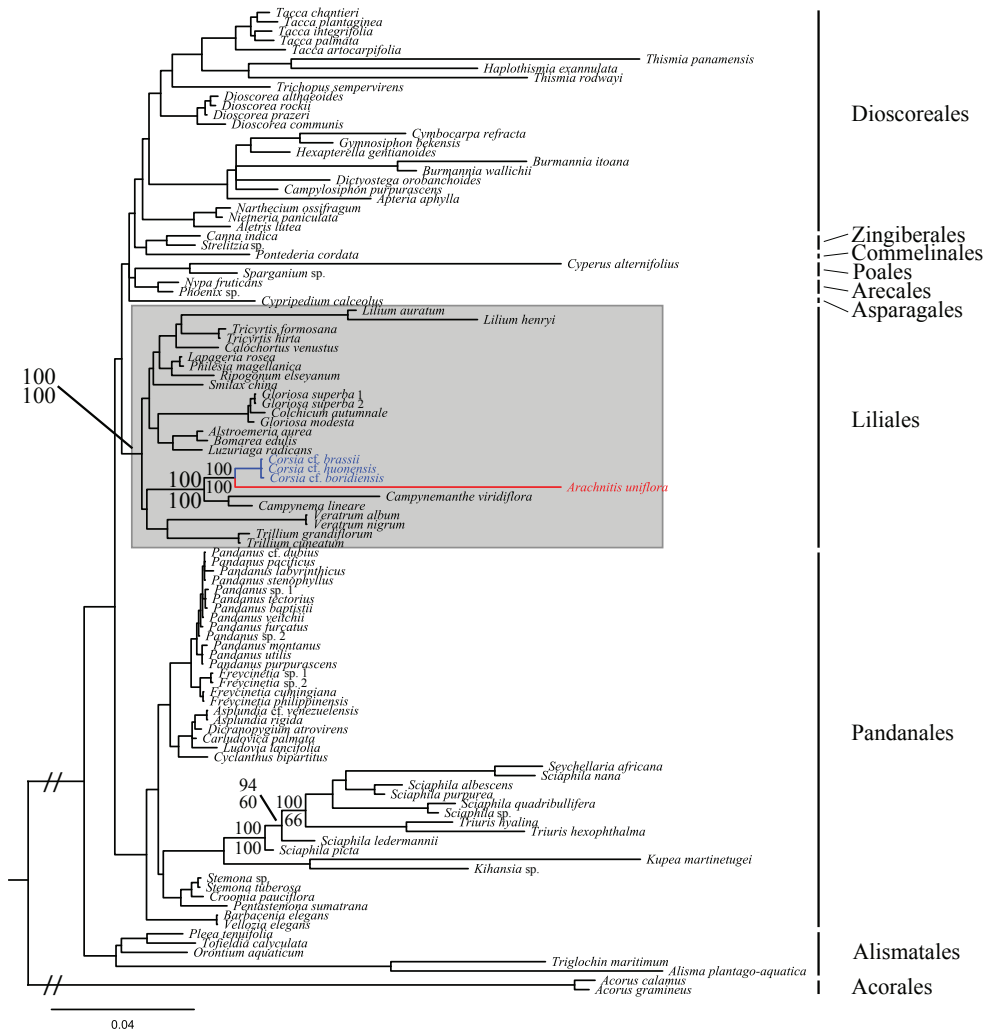 Tacca chantieri
Tacca plantaginea
Tacca integrifolia
Tacca palmata
Tacca artocarpifolia
Thismia panamensis
Haplothismia exannulata
Thismia rodwayi
Trichopus sempervirens
Dioscorea althaeoides
Dioscorea rockii
Dioscorea prazeri
Dioscorea communis
Dioscoreales
Cymbocarpa refracta
Gymnosiphon bekensis
Hexapterella gentianoides
Burmannia itoana
Burmannia wallichii
Dictyostega orobanchoides
Campylosiphon purpurascens
Apteria aphylla
Narthecium ossifragum
Nietneria paniculata
Aletris lutea
Canna indica
Zingiberales
Strelitzia sp.
Pontederia cordata
Commelinales
Cyperus alternifolius
Sparganium sp.
Poales
Nypa fruticans
Phoenix sp.
Arecales
Cypripedium calceolus
Asparagales
Lilium auratum
Lilium henryi
Tricyrtis formosana
Tricyrtis hirta
Calochortus venustus
Lapageria rosea
Philesia magellanica
Ripogonum elseyanum
Smilax china
100
100
Gloriosa superba 1
Gloriosa superba 2
Colchicum autumnale
Gloriosa modesta
Liliales
Alstroemeria aurea
Bomarea edulis
Luzuriaga radicans
Corsia cf. brassii
Corsia cf. huonensis
Corsia cf. boridiensis
100
100
100
100
Arachnitis uniflora
Campynemanthe viridiflora
Campynema lineare
Veratrum album
Veratrum nigrum
Trillium grandiflorum
Trillium cuneatum
Pandanus cf. dubius
Pandanus pacificus
Pandanus labyrinthicus
Pandanus stenophyllus
Pandanus sp. 1
Pandanus tectorius
Pandanus baptistii
Pandanus veitchii
Pandanus furcatus
Pandanus sp. 2
Pandanus montanus
Pandanus utilis
Pandanus purpurascens
Freycinetia sp. 1
Freycinetia sp. 2
Freycinetia cumingiana
Freycinetia philippinensis
Asplundia cf. venezuelensis
Asplundia rigida
Dicranopygium atrovirens
Carludovica palmata
Ludovia lancifolia
Cyclanthus bipartitus
Pandanales
Seychellaria africana
Sciaphila nana
Sciaphila albescens
Sciaphila purpurea
Sciaphila quadribullifera
Sciaphila sp.
Triuris hyalina
Triuris hexophthalma
94
60
100
66
100
100
Sciaphila ledermannii
Sciaphila picta
Kupea martinetugei
Kihansia sp.
Stemona sp.
Stemona tuberosa
Croomia pauciflora
Pentastemona sumatrana
Barbacenia elegans
Vellozia elegans
Pleea tenuifolia
Tofieldia calyculata
Orontium aquaticum
Alismatales
Triglochin maritimum
Alisma plantago-aquatica
Acorus calamus
Acorus gramineus
Acorales
0.04